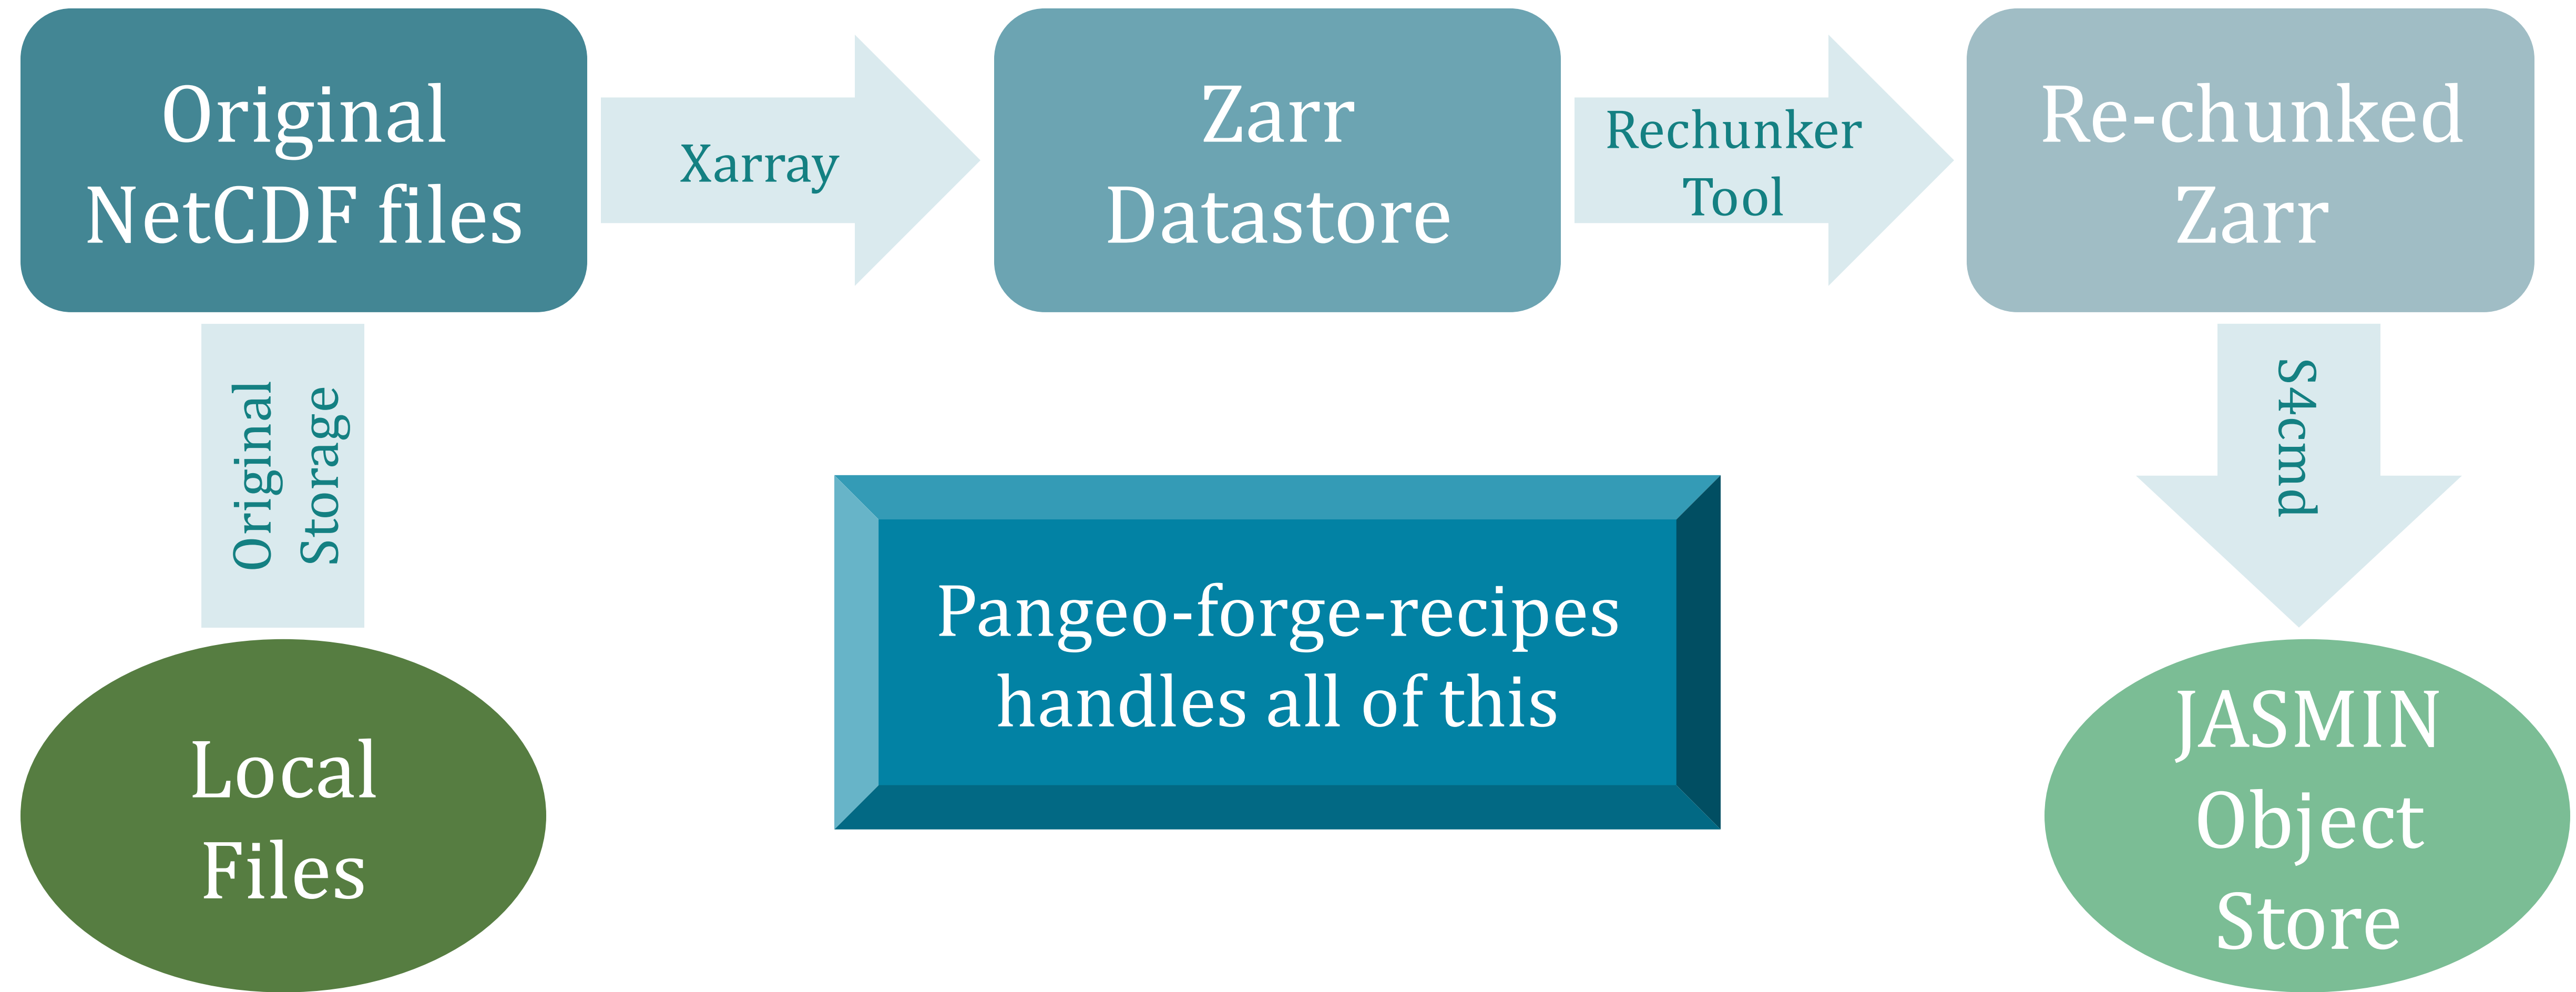 Original
NetCDF files
Xarray
Zarr
Datastore
Rechunker
Tool
Re-chunked
Zarr
Original
Storage
S4cmd
Pangeo-forge-recipes
handles all of this
Local
Files
JASMIN
Object
Store